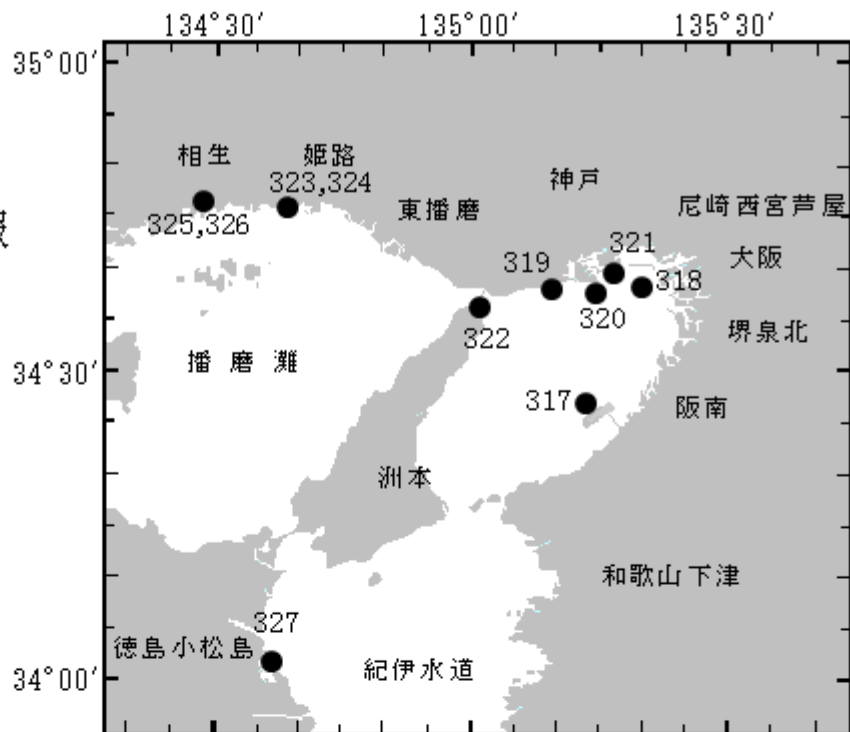 134°30′ 135°00′ 135°30′
35°00′
相生 姫路
323,324
神戸
東播磨 尼崎西宮芦屋
325,326
321
319 大阪
318
320
322 堺泉北
播磨灘
34°30′
317 阪南
洲本
和歌山下津
327
徳島小松島
紀伊水道
34°00′